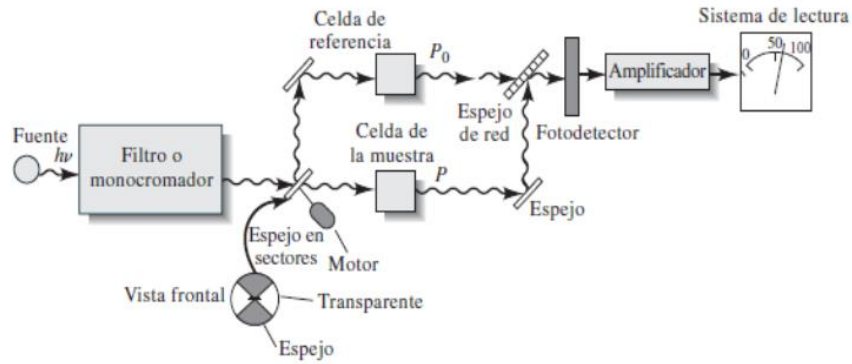 Celda de
referencia
P₀
Sistema de lectura
0 50 100
Amplificador
Espejo
de red
Fotodetector
Fuente
hν
Filtro o
monocromador
Celda de
la muestra
P
Espejo
Espejo en
sectores
Motor
Vista frontal
Transparente
Espejo